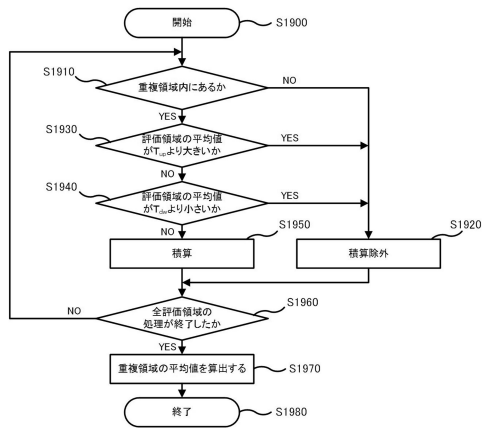 開始
S1900
S1910
重複領域内にあるか
NO
YES
S1930
評価領域の平均値
がTupより大きいか
YES
NO
S1940
評価領域の平均値
がTdwより小さいか
YES
NO
S1950
積算
S1920
積算除外
S1960
全評価領域の
処理が終了したか
NO
YES
重複領域の平均値を算出する
S1970
終了
S1980